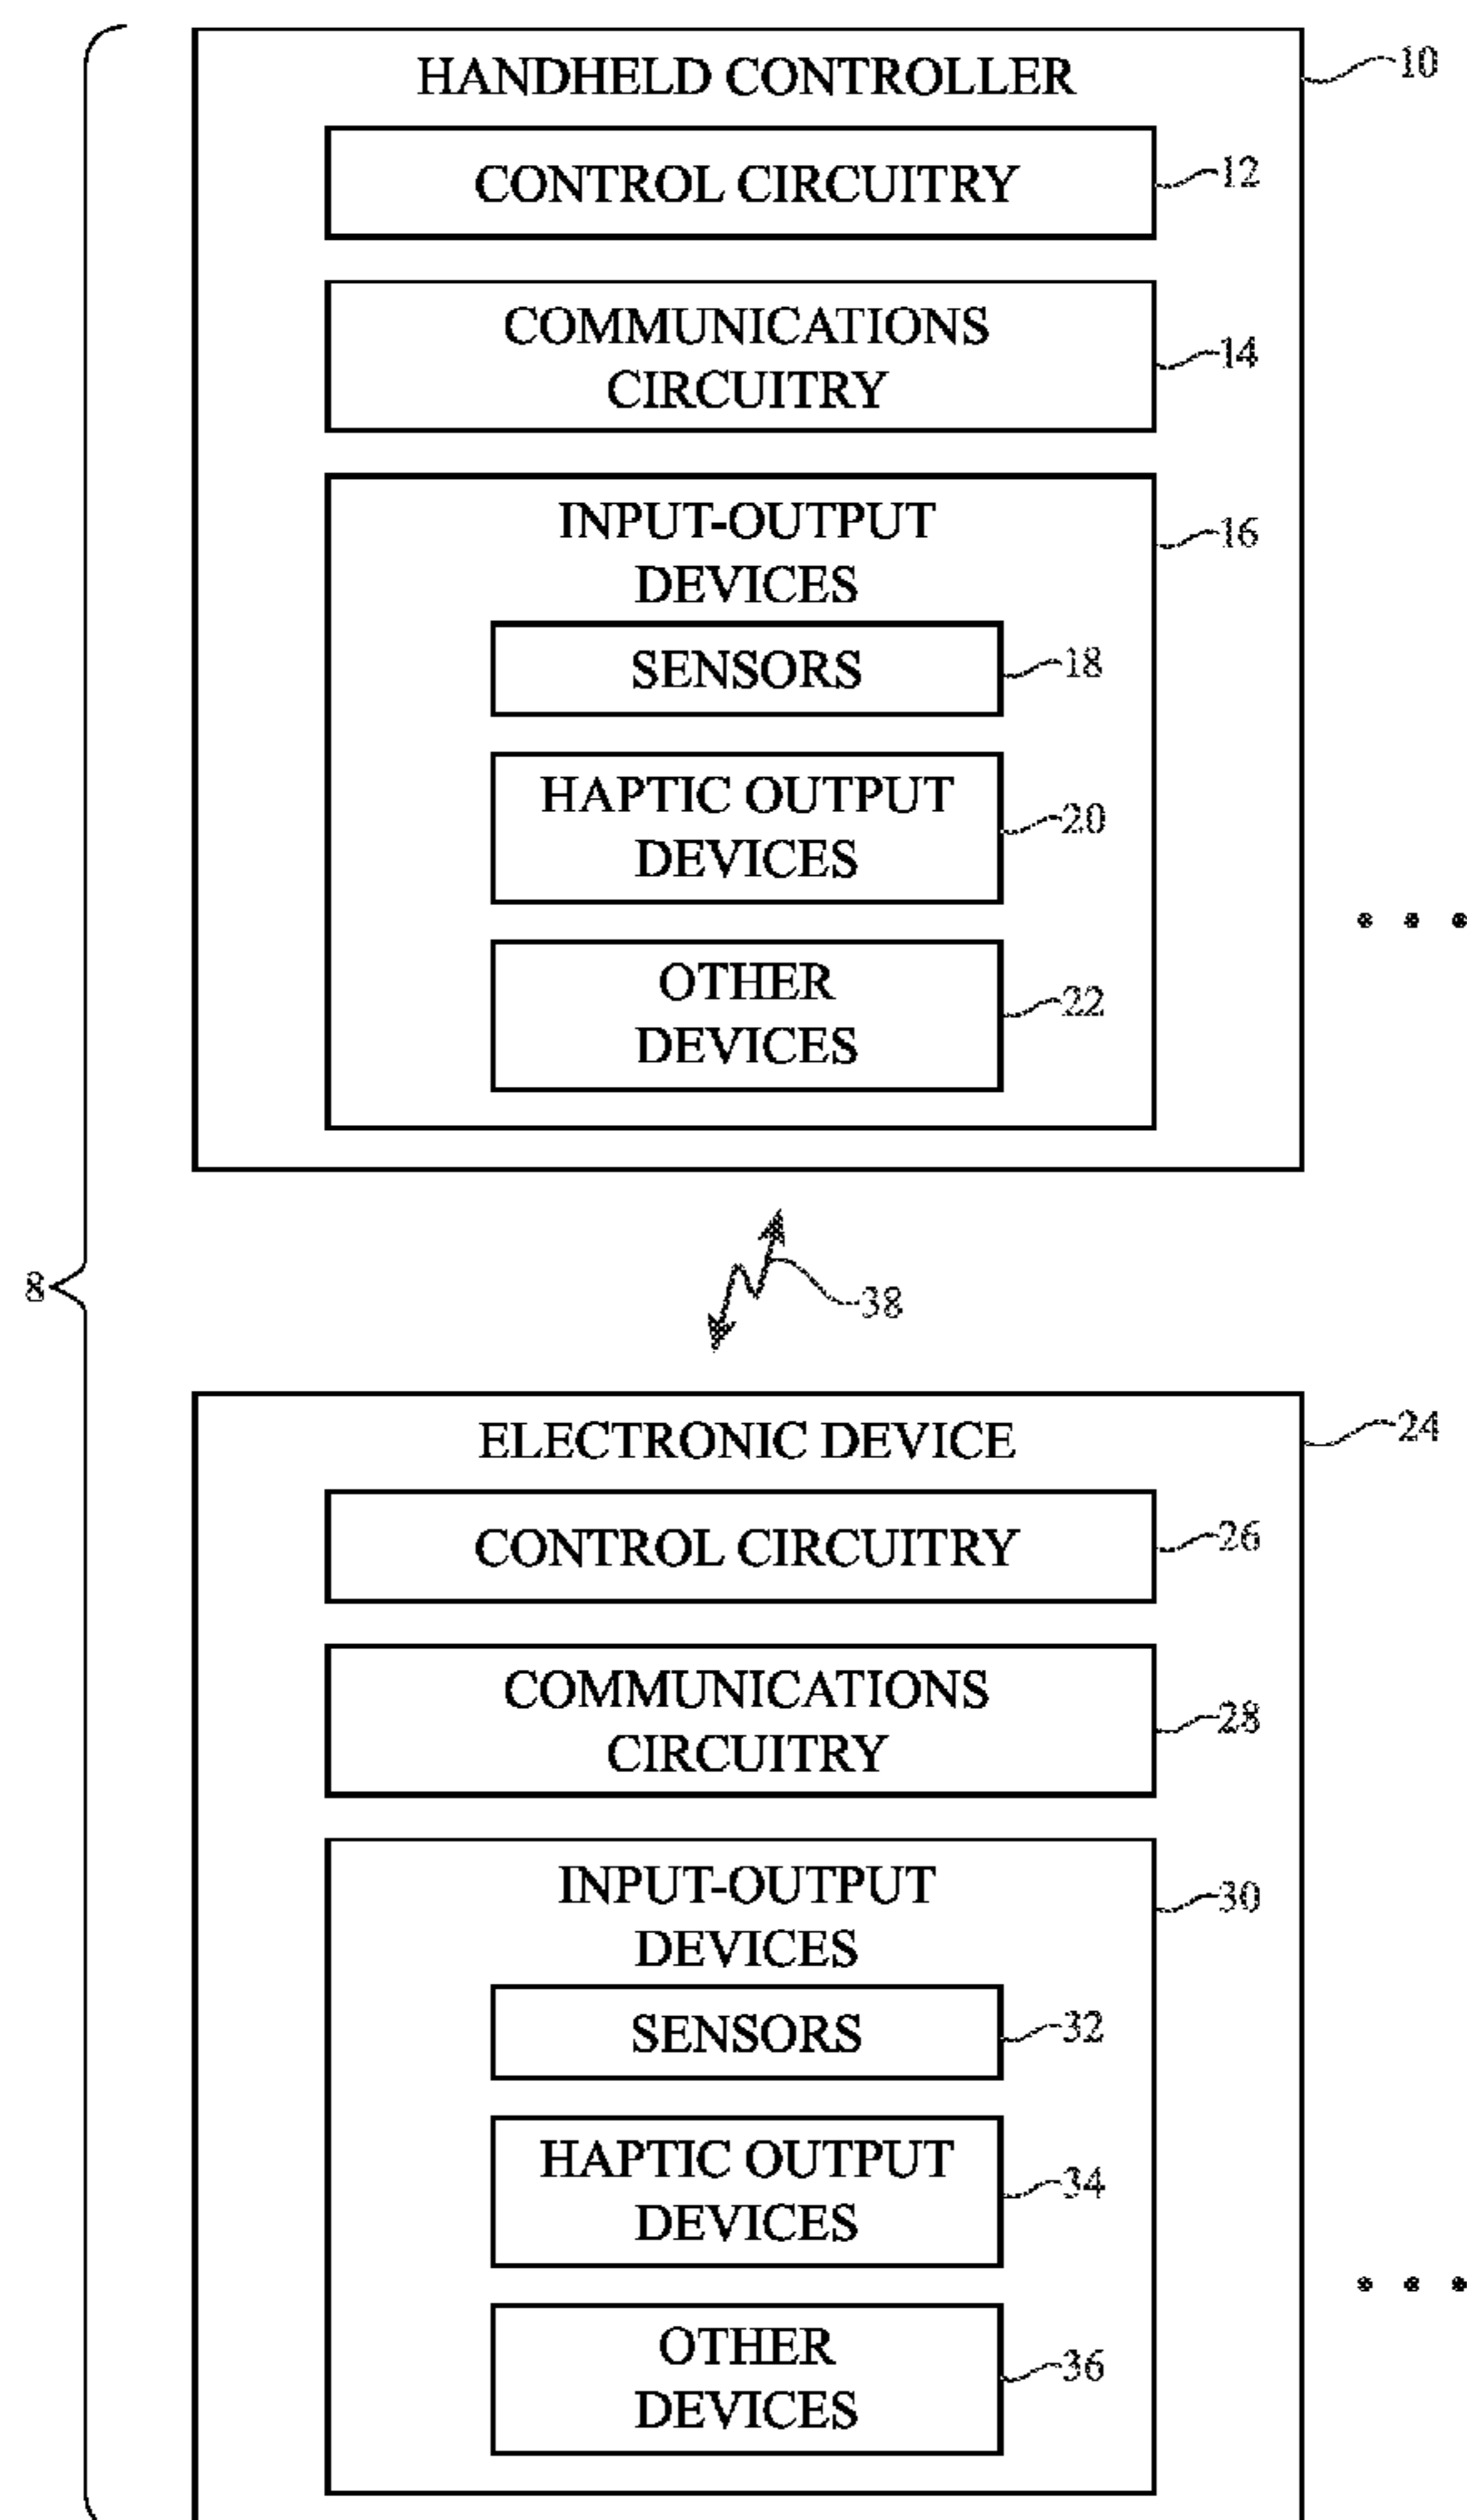 HANDHELD CONTROLLER
10
CONTROL CIRCUITRY
12
COMMUNICATIONS
CIRCUITRY
14
INPUT-OUTPUT
DEVICES
16
SENSORS
18
HAPTIC OUTPUT
DEVICES
20
OTHER
DEVICES
22
8
38
ELECTRONIC DEVICE
24
CONTROL CIRCUITRY
26
COMMUNICATIONS
CIRCUITRY
28
INPUT-OUTPUT
DEVICES
30
SENSORS
32
HAPTIC OUTPUT
DEVICES
34
OTHER
DEVICES
36